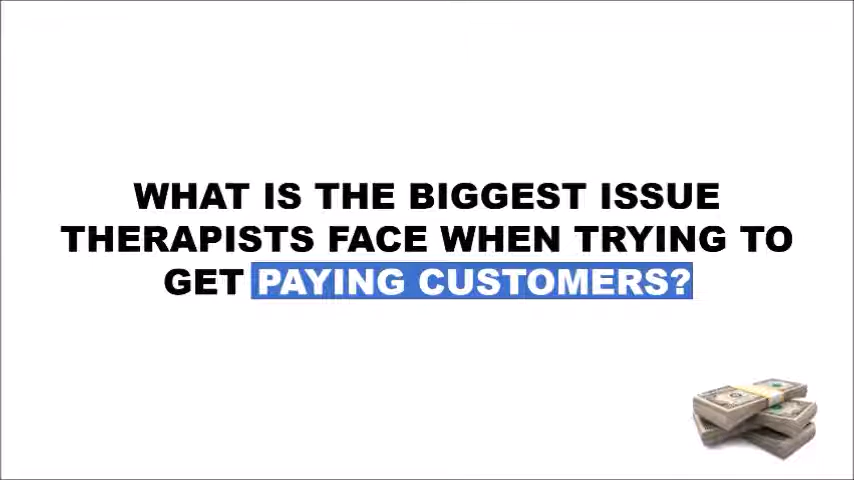 WHAT IS THE BIGGEST ISSUE
THERAPISTS FACE WHEN TRYING TO
GET PAYING CUSTOMERS?